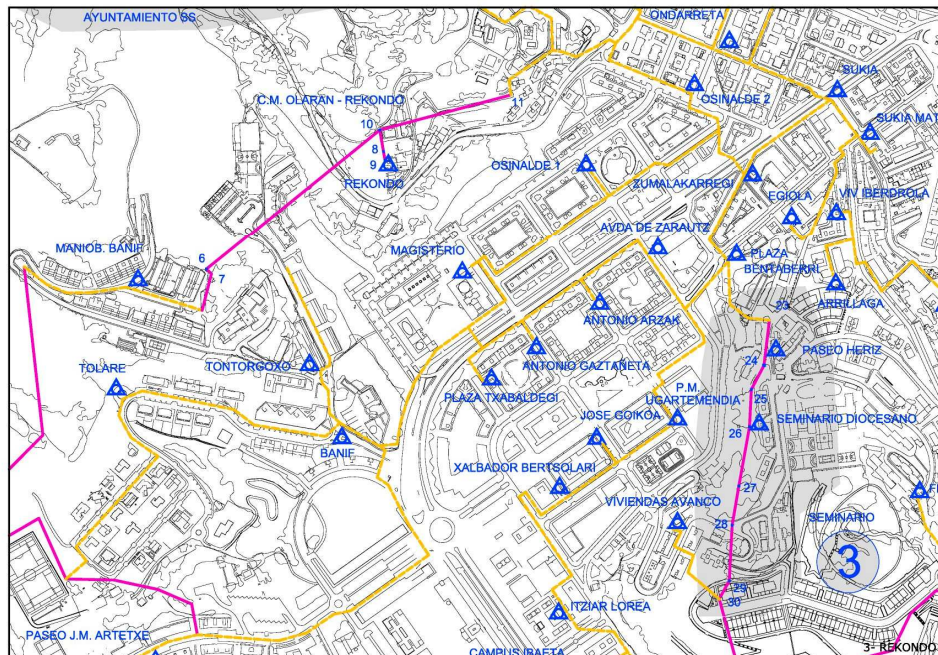 AYUNTAMIENTO SS
ONDARRETA
SUKIA
C.M. OLARAN - REKONDO
11
OSINALDE 2
SUKIA MAT
10
8
9
REKONDO
OSINALDE 1
ZUMALAKARREGI
EGIOLA
VIV IBERDROLA
MANIOB. BANIF
6
7
MAGISTERIO
AVDA DE ZARAUTZ
PLAZA
BENTABERRI
ARRILLAGA
ANTONIO ARZAK
23
24
PASEO HERIZ
TOLARE
TONTORGOXO
ANTONIO GAZTAÑETA
PLAZA TXABALDEGI
P.M.
UGARTEMENDIA
25
JOSE GOIKOA
26
SEMINARIO DIOCESANO
BANIF
XALBADOR BERTSOLARI
27
VIVIENDAS AVANCO
28
SEMINARIO
3
29
30
ITZIAR LOREA
PASEO J.M. ARTETXE
CAMPUS IBAETA
3- REKONDO